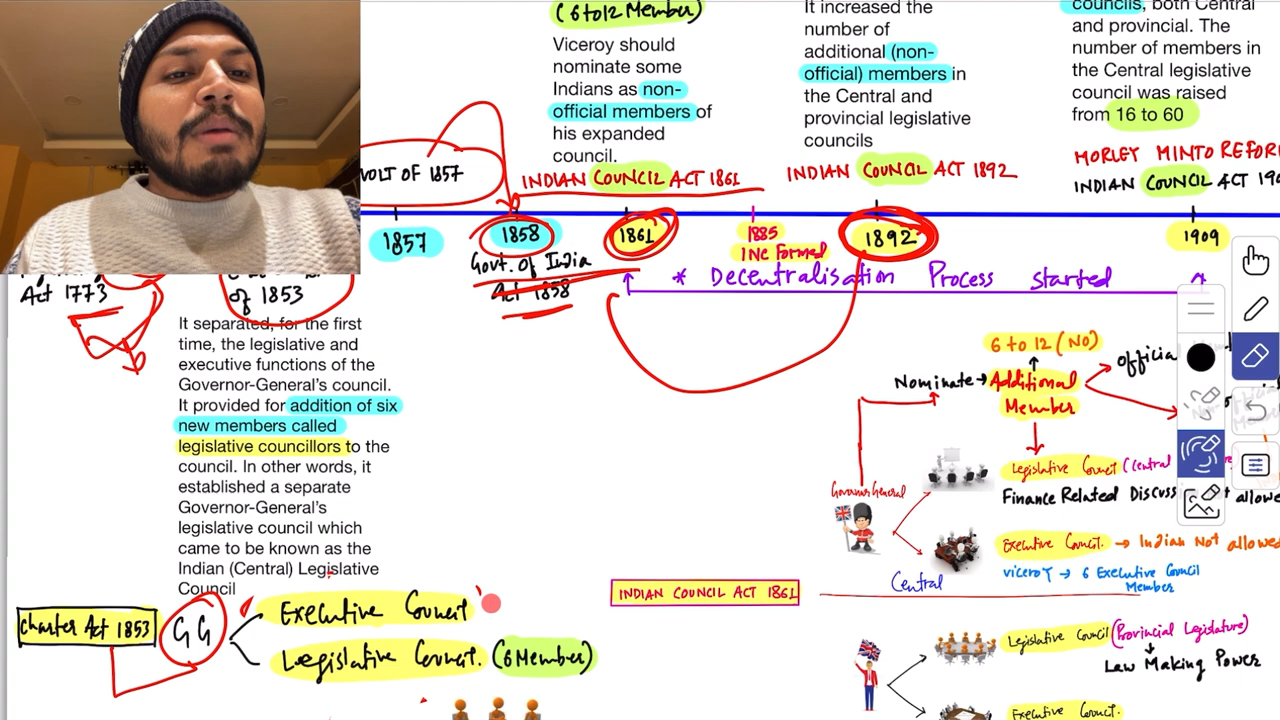 (6 to 12 Member)
Viceroy should
nominate some
Indians as non-
official members of
his expanded
council.
INDIAN COUNCIL ACT 1861
It increased the
number of
additional (non-
official) members in
the Central and
provincial legislative
councils
INDIAN COUNCIL ACT 1892
councils, both Central
and provincial. The
number of members in
the Central legislative
council was raised
from 16 to 60
MORLEY MINTO REFOR
INDIAN COUNCIL ACT 190
VOLT OF 1857
1857
1858
1861
1885
1892
1909
Govt. of India
Act 1858
INC Formed
* Decentralisation Process started
Act 1773
of 1853
It separated, for the first
time, the legislative and
executive functions of the
Governor-General's council.
It provided for addition of six
new members called
legislative councillors to the
council. In other words, it
established a separate
Governor-General's
legislative council which
came to be known as the
Indian (Central) Legislative
Council
Charter Act 1853
GG
Executive Council
Legislative Council. (6 Member)
6 to 12 (NO)
Nominate → Additional
Member
Officia
Legislative Council (Central
Finance Related Discuss
allowe
Governor General
Executive Council. → Indian Not allowed
viceroy → 6 Executive Council
Member
Central
INDIAN COUNCIL ACT 1861
Legislative Council (Provincial Legislature)
Law Making Power
Executive Council.